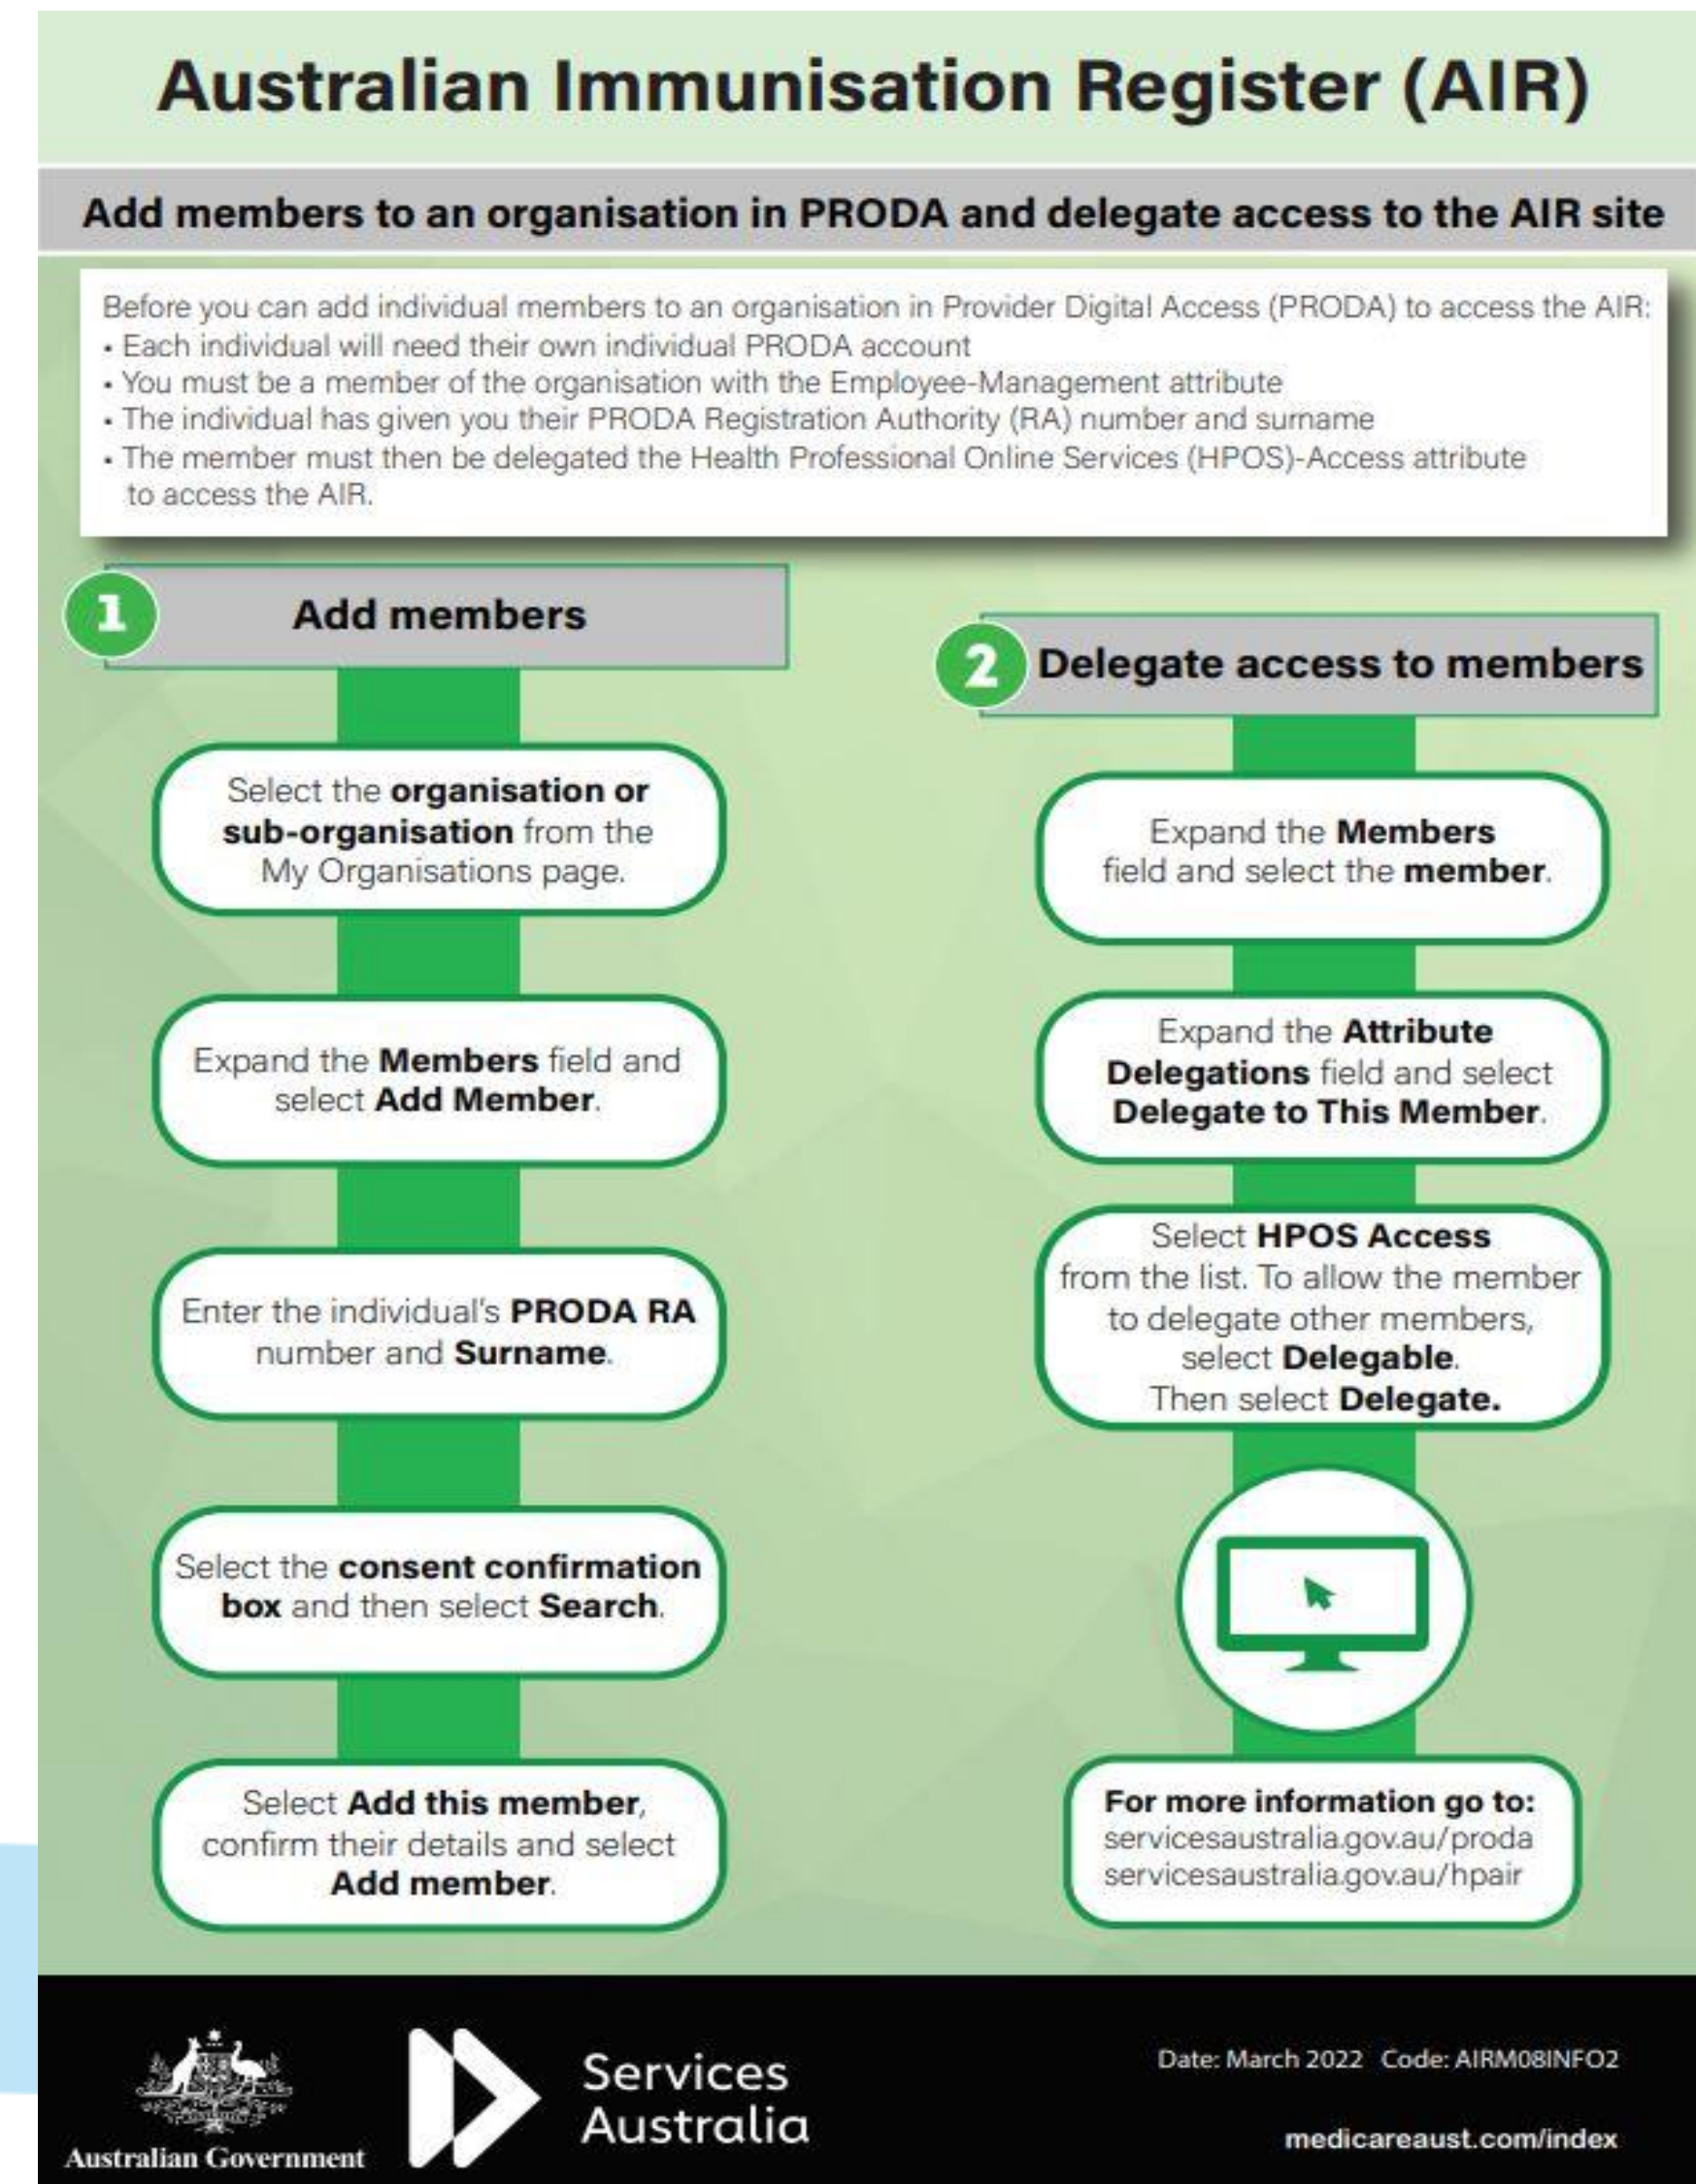 Australian Immunisation Register (AIR)
Add members to an organisation in PRODA and delegate access to the AIR site
Before you can add individual members to an organisation in Provider Digital Access (PRODA) to access the AIR:
• Each individual will need their own individual PRODA account
• You must be a member of the organisation with the Employee-Management attribute
• The individual has given you their PRODA Registration Authority (RA) number and surname
• The member must then be delegated the Health Professional Online Services (HPOS)-Access attribute
to access the AIR.
1
Add members
Select the organisation or
sub-organisation from the
My Organisations page.
Expand the Members field and
select Add Member.
Enter the individual's PRODA RA
number and Surname.
Select the consent confirmation
box and then select Search.
Select Add this member,
confirm their details and select
Add member.
2
Delegate access to members
Expand the Members
field and select the member.
Expand the Attribute
Delegations field and select
Delegate to This Member.
Select HPOS Access
from the list. To allow the member
to delegate other members,
select Delegable.
Then select Delegate.
For more information go to:
servicesaustralia.gov.au/proda
servicesaustralia.gov.au/hpair
Australian Government
Services
Australia
Date: March 2022 Code: AIRM08INFO2
medicareaust.com/index